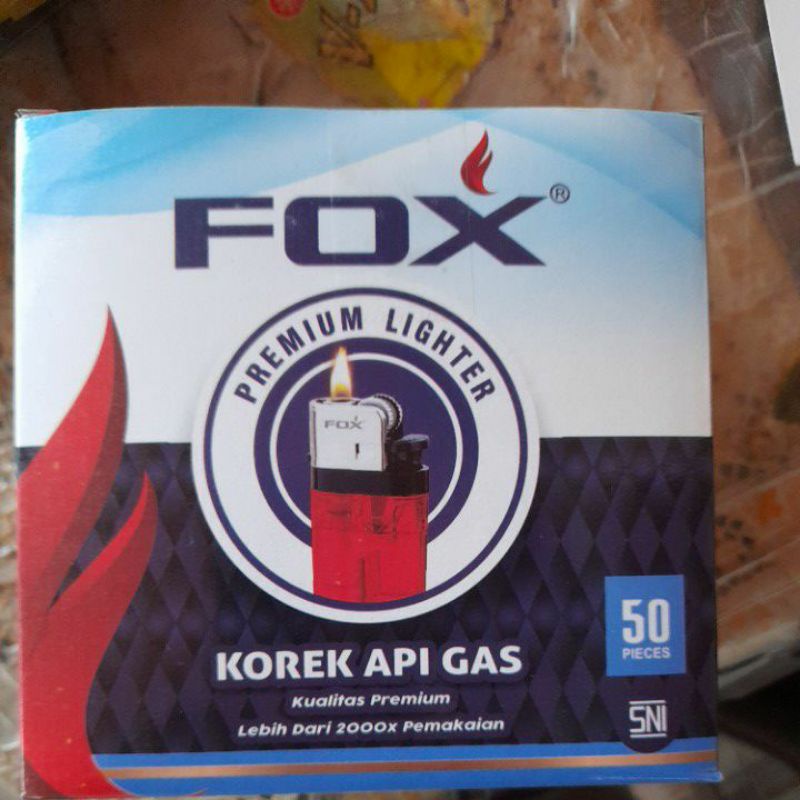 FOX®
PREMIUM LIGHTER
FOX
KOREK API GAS
Kualitas Premium
Lebih Dari 2000x Pemakaian
50
PIECES
SNI